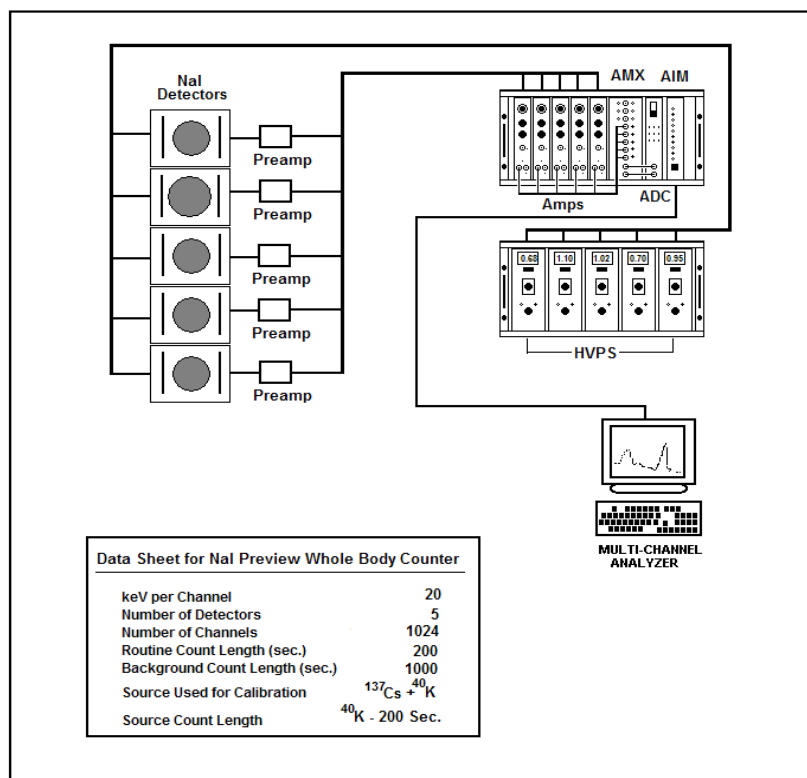 NaI
Detectors
Preamp
Preamp
Preamp
Preamp
Preamp
AMX AIM
Amps
ADC
0.68 1.10 1.02 0.70 0.95
HVPS
MULTI-CHANNEL
ANALYZER
Data Sheet for NaI Preview Whole Body Counter
keV per Channel 20
Number of Detectors 5
Number of Channels 1024
Routine Count Length (sec.) 200
Background Count Length (sec.) 1000
Source Used for Calibration ¹³⁷Cs + ⁴⁰K
Source Count Length ⁴⁰K - 200 Sec.